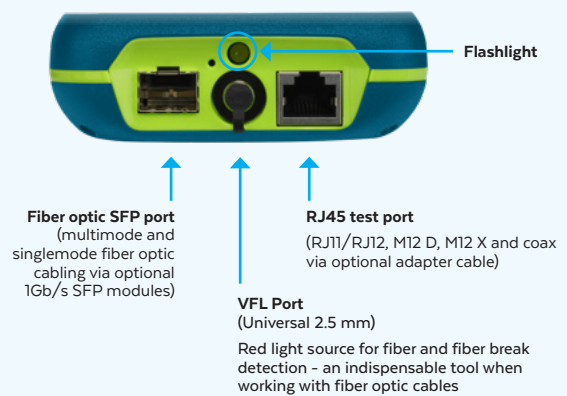 Flashlight
Fiber optic SFP port
(multimode and
singlemode fiber optic
cabling via optional
1Gb/s SFP modules)
VFL Port
(Universal 2.5 mm)
Red light source for fiber and fiber break
detection - an indispensable tool when
working with fiber optic cables
RJ45 test port
(RJ11/RJ12, M12 D, M12 X and coax
via optional adapter cable)